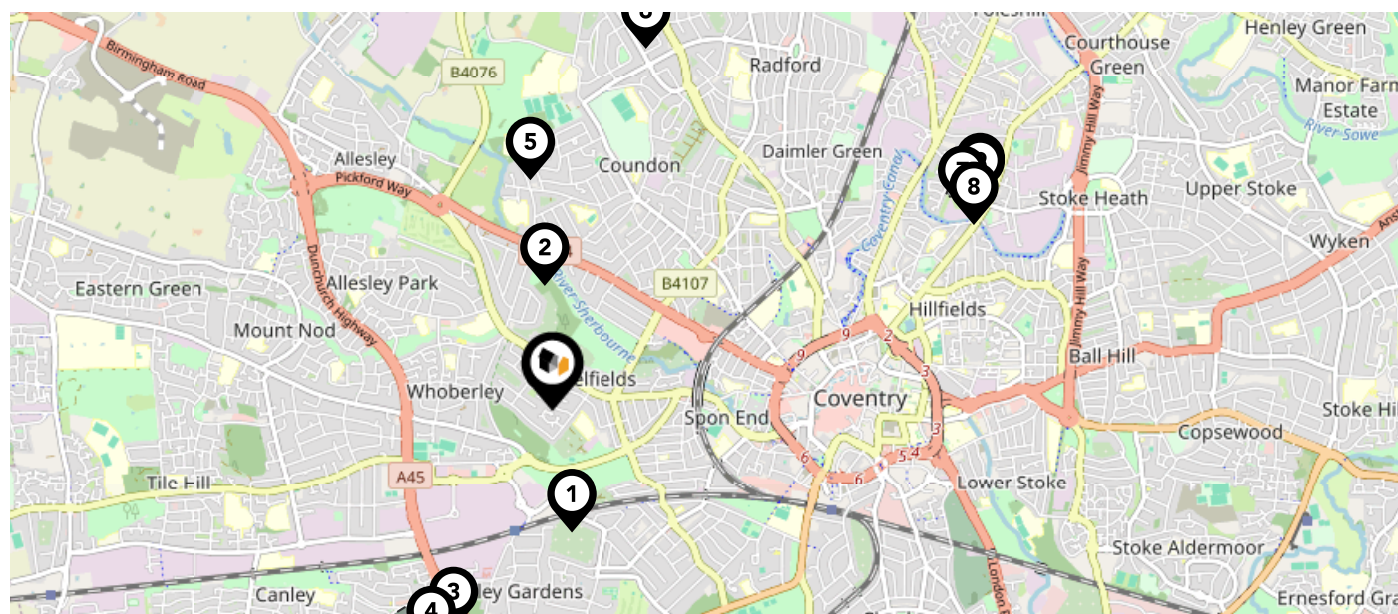 Henley Green
Courthouse
Green
Birmingham Road
B4076
Radford
Manor Farm
Estate
River Sowe
5
Allesley
Pickford Way
Coundon
Daimler Green
Jimmy Hill Way
8
Stoke Heath
Upper Stoke
Coventry Canal
2
Wyken
Dunchurch Highway
Eastern Green
Allesley Park
River Sherbourne
B4107
Jimmy Hill Way
Mount Nod
Hillfields
9
9
2
Ball Hill
3
elfields
Whoberley
Coventry
Spon End
3
Stoke Hi
Copsewood
6
5
4
6
A45
Tile Hill
1
Lower Stoke
Stoke Aldermoor
3
ley Gardens
Canley
4
London
Ernesford Gr